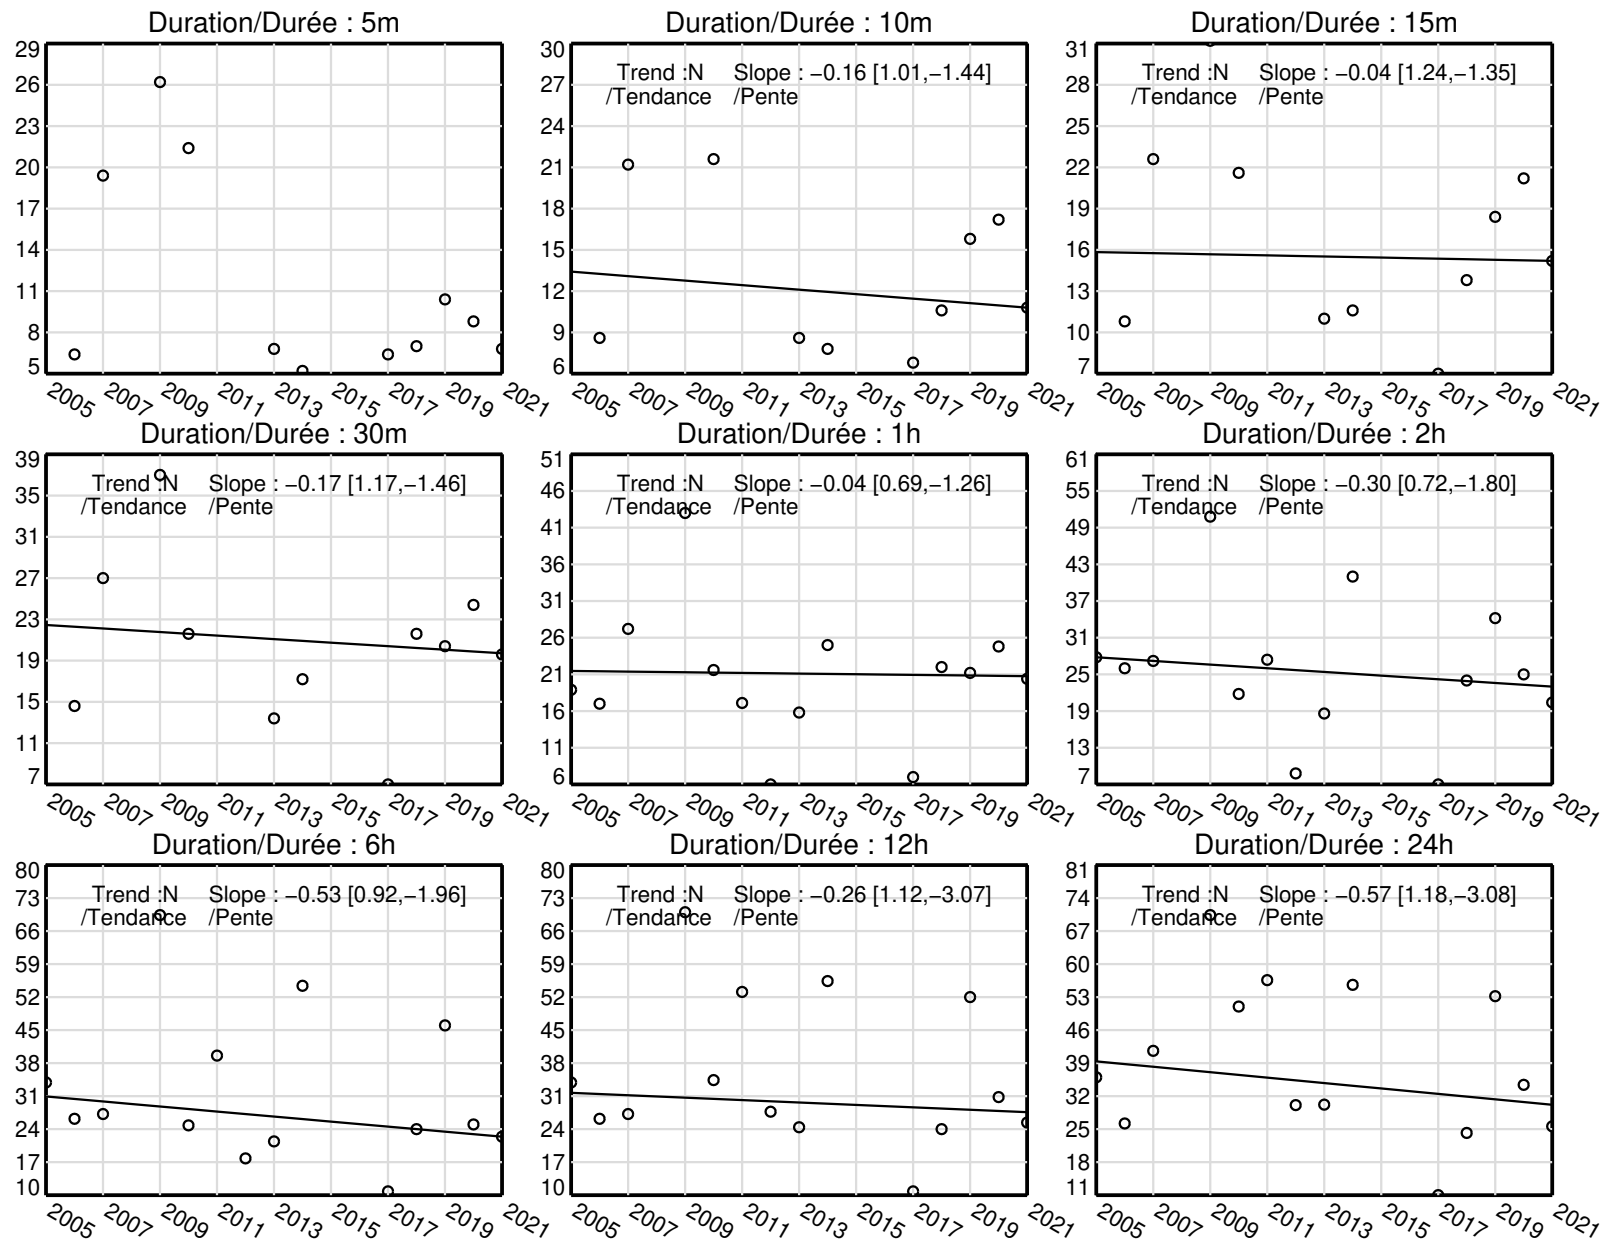 Duration/Durée : 5m
29
26
23
20
17
14
11
8
5
2005 2007 2009 2011 2013 2015 2017 2019 2021
Duration/Durée : 10m
Trend :N Slope : −0.16 [1.01,−1.44]
/Tendance /Pente
30
27
24
21
18
15
12
9
6
2005 2007 2009 2011 2013 2015 2017 2019 2021
Duration/Durée : 15m
Trend :N Slope : −0.04 [1.24,−1.35]
/Tendance /Pente
31
28
25
22
19
16
13
10
7
2005 2007 2009 2011 2013 2015 2017 2019 2021
Duration/Durée : 30m
Trend :N Slope : −0.17 [1.17,−1.46]
/Tendance /Pente
39
35
31
27
23
19
15
11
7
2005 2007 2009 2011 2013 2015 2017 2019 2021
Duration/Durée : 1h
Trend :N Slope : −0.04 [0.69,−1.26]
/Tendance /Pente
51
46
41
36
31
26
21
16
11
6
2005 2007 2009 2011 2013 2015 2017 2019 2021
Duration/Durée : 2h
Trend :N Slope : −0.30 [0.72,−1.80]
/Tendance /Pente
61
55
49
43
37
31
25
19
13
7
2005 2007 2009 2011 2013 2015 2017 2019 2021
Duration/Durée : 6h
Trend :N Slope : −0.53 [0.92,−1.96]
/Tendance /Pente
80
73
66
59
52
45
38
31
24
17
10
2005 2007 2009 2011 2013 2015 2017 2019 2021
Duration/Durée : 12h
Trend :N Slope : −0.26 [1.12,−3.07]
/Tendance /Pente
80
73
66
59
52
45
38
31
24
17
10
2005 2007 2009 2011 2013 2015 2017 2019 2021
Duration/Durée : 24h
Trend :N Slope : −0.57 [1.18,−3.08]
/Tendance /Pente
81
74
67
60
53
46
39
32
25
18
11
2005 2007 2009 2011 2013 2015 2017 2019 2021